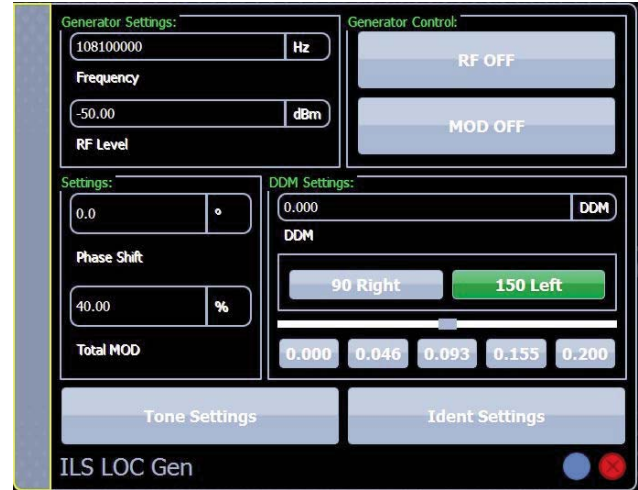 Generator Settings:
108100000 Hz
Frequency
-50.00 dBm
RF Level
Generator Control:
RF OFF
MOD OFF
Settings:
0.0 °
Phase Shift
40.00 %
Total MOD
DDM Settings:
0.000 DDM
DDM
90 Right 150 Left
0.000 0.046 0.093 0.155 0.200
Tone Settings Ident Settings
ILS LOC Gen